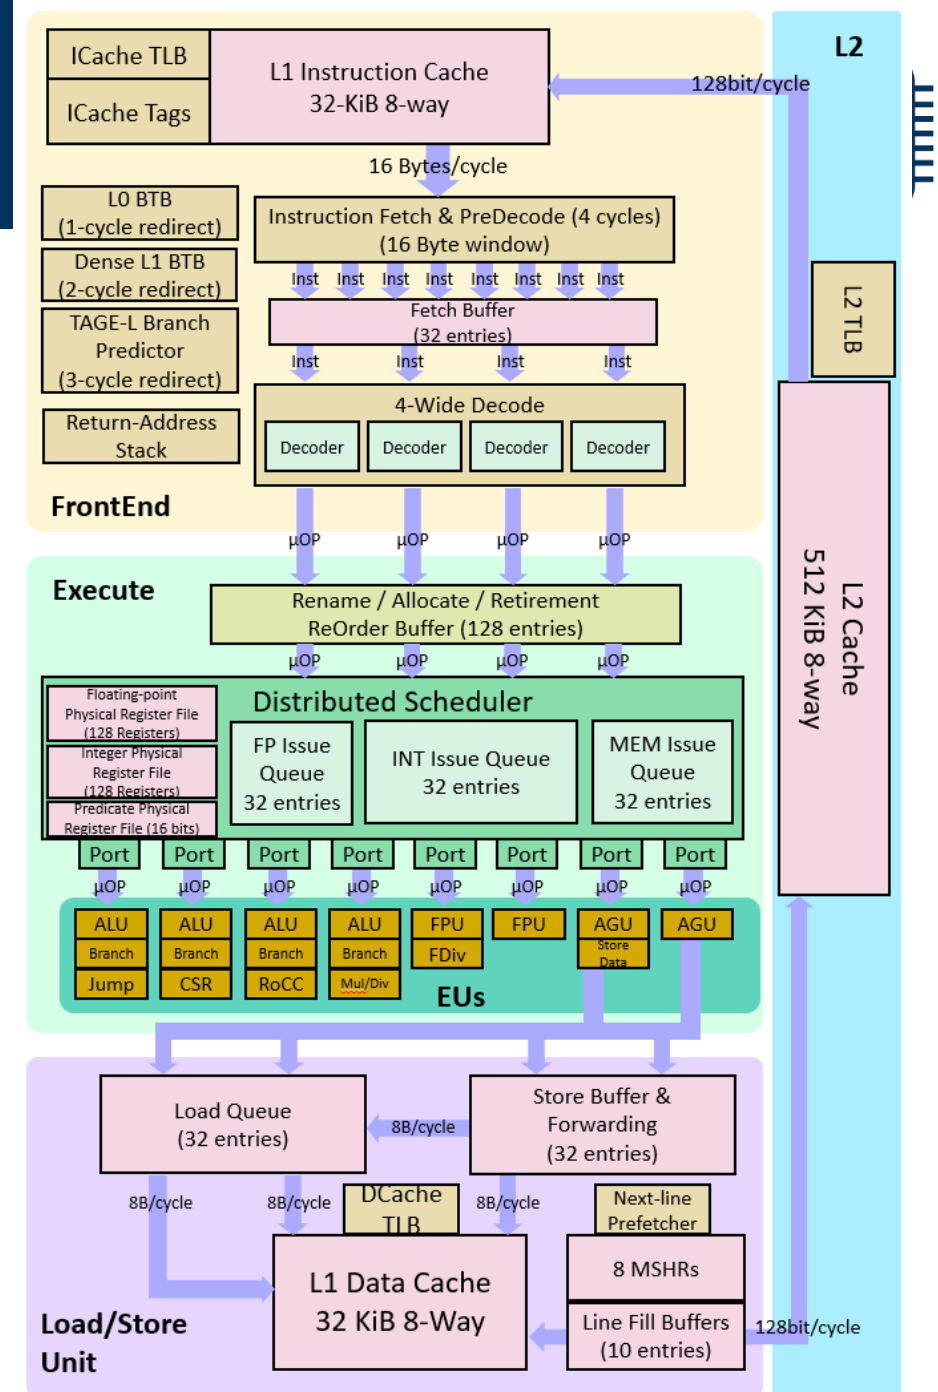 L2
ICache TLB
ICache Tags
L1 Instruction Cache
32-KiB 8-way
128bit/cycle
16 Bytes/cycle
L0 BTB
(1-cycle redirect)
Dense L1 BTB
(2-cycle redirect)
TAGE-L Branch
Predictor
(3-cycle redirect)
Return-Address
Stack
Instruction Fetch & PreDecode (4 cycles)
(16 Byte window)
Inst Inst Inst Inst Inst Inst Inst Inst
Fetch Buffer
(32 entries)
Inst Inst Inst Inst
4-Wide Decode
Decoder Decoder Decoder Decoder
FrontEnd
L2 TLB
µOP µOP µOP µOP
Execute
Rename / Allocate / Retirement
ReOrder Buffer (128 entries)
µOP µOP µOP µOP
L2 Cache
512 KiB 8-way
Distributed Scheduler
Floating-point
Physical Register File
(128 Registers)
Integer Physical
Register File
(128 Registers)
Predicate Physical
Register File (16 bits)
FP Issue
Queue
32 entries
INT Issue Queue
32 entries
MEM Issue
Queue
32 entries
Port Port Port Port Port Port Port Port
µOP µOP µOP µOP µOP µOP µOP µOP
ALU
Branch
Jump
ALU
Branch
CSR
ALU
Branch
RoCC
ALU
Branch
Mul/Div
FPU
FDiv
FPU
AGU
Store
Data
AGU
EUs
Load Queue
(32 entries)
8B/cycle
Store Buffer &
Forwarding
(32 entries)
8B/cycle 8B/cycle 8B/cycle
DCache
TLB
Next-line
Prefetcher
L1 Data Cache
32 KiB 8-Way
8 MSHRs
Line Fill Buffers
(10 entries)
128bit/cycle
Load/Store
Unit